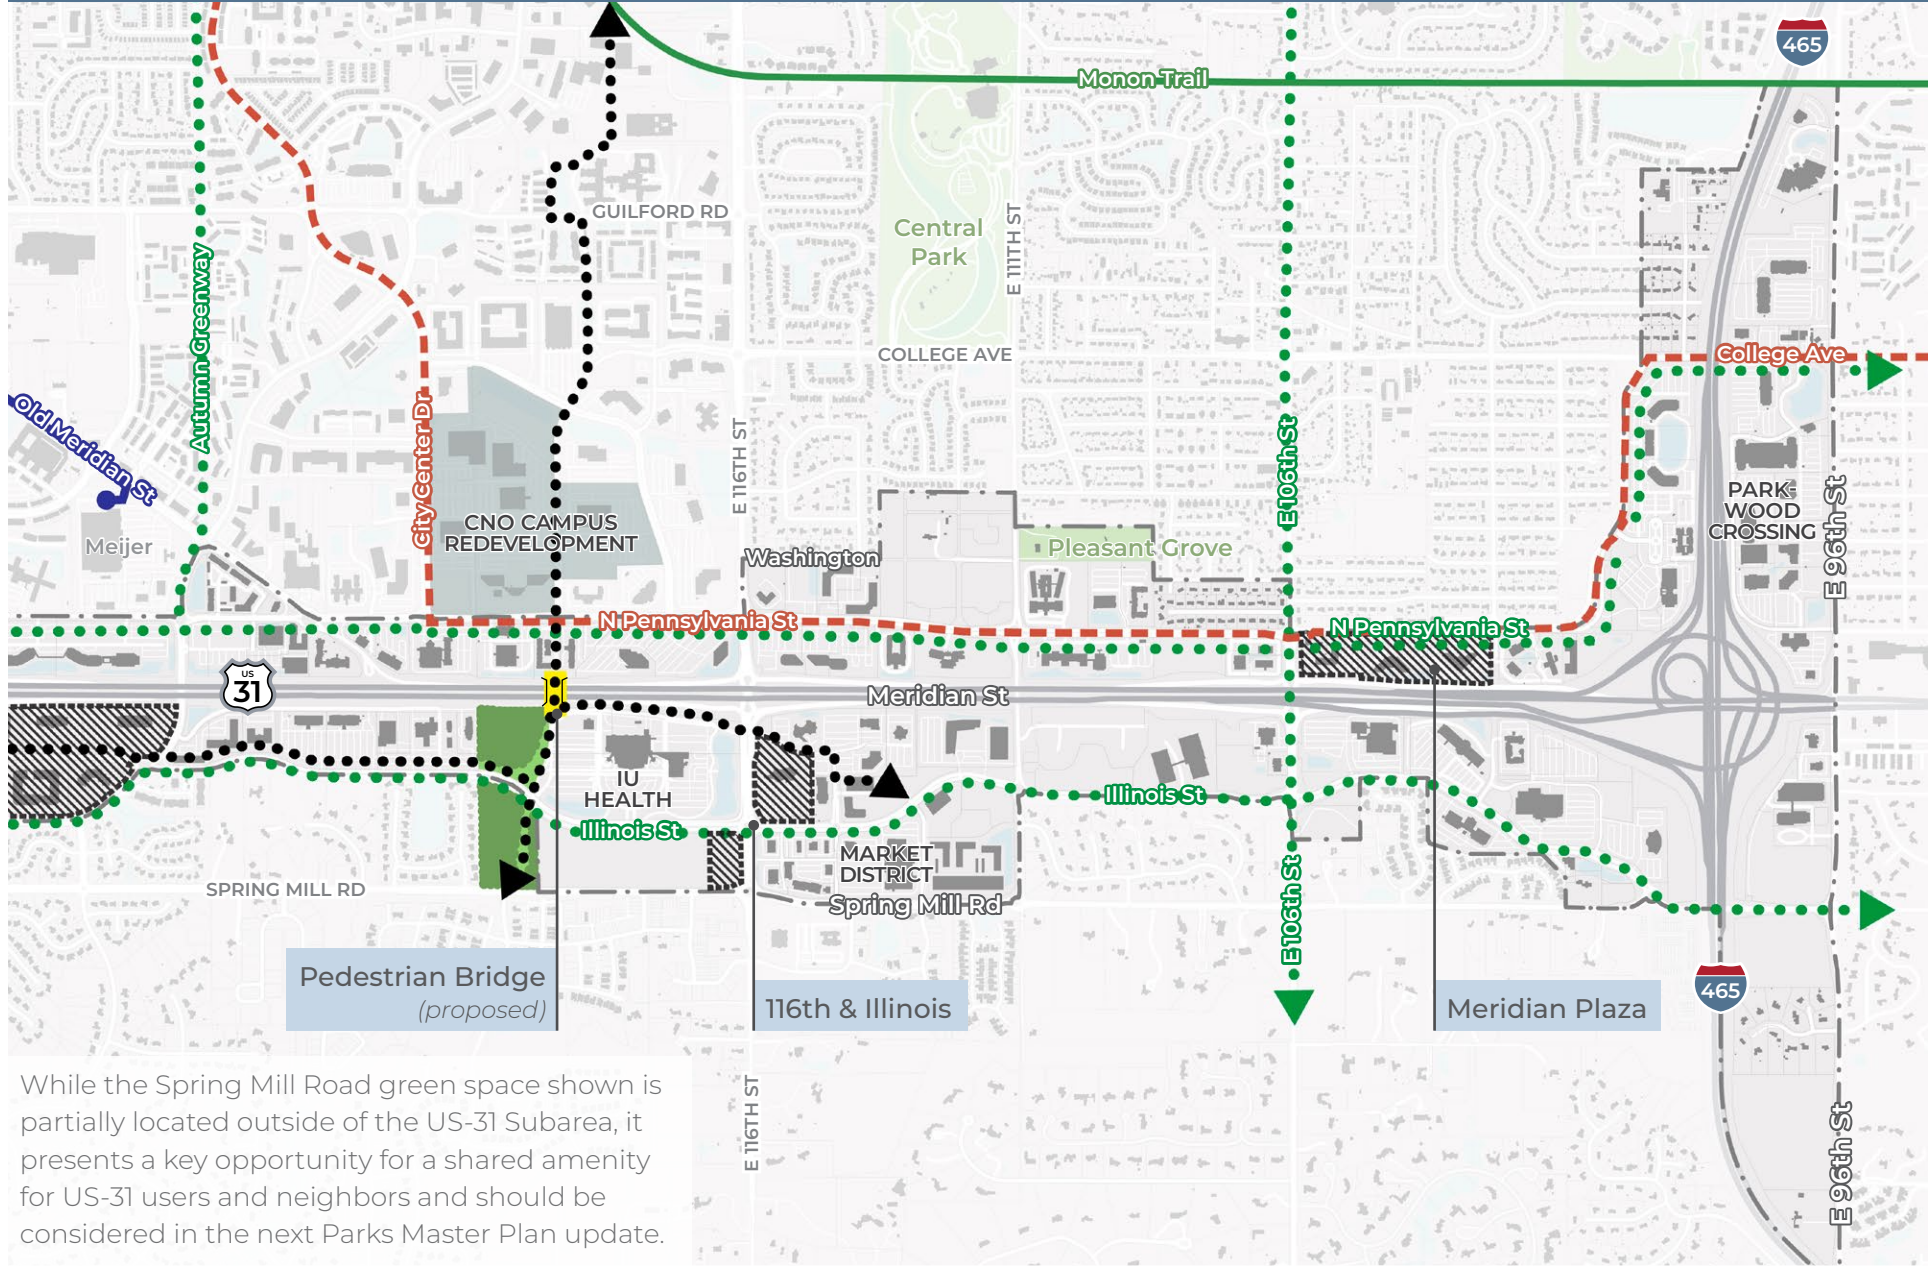 465
Monon Trail
GUILFORD RD
Central
Park
E 111TH ST
Autumn Greenway
COLLEGE AVE
College Ave
Old Meridian St
City Center Dr
E 116TH ST
E 106th St
PARK-
WOOD
CROSSING
E 96th St
CNO CAMPUS
REDEVELOPMENT
Meijer
Washington
Pleasant Grove
N Pennsylvania St
N Pennsylvania St
US
31
Meridian St
IU
HEALTH
Illinois St
Illinois St
MARKET
DISTRICT
SPRING MILL RD
Spring Mill Rd
E 106th St
Pedestrian Bridge
(proposed)
116th & Illinois
Meridian Plaza
465
While the Spring Mill Road green space shown is
partially located outside of the US-31 Subarea, it
presents a key opportunity for a shared amenity
for US-31 users and neighbors and should be
considered in the next Parks Master Plan update.
E 116TH ST
E 96th St